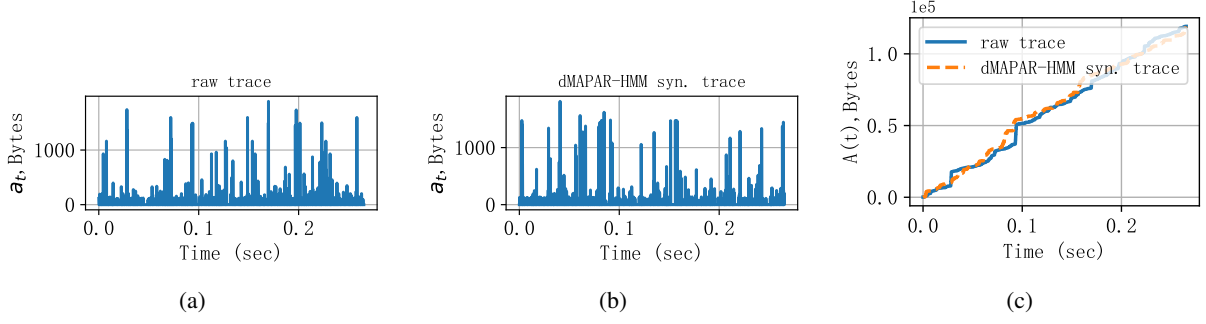 raw trace
a_t, Bytes
1000
0
0.0 0.1 0.2
Time (sec)
(a)
dMAPAR-HMM syn. trace
a_t, Bytes
1000
0
0.0 0.1 0.2
Time (sec)
(b)
1e5
raw trace
dMAPAR-HMM syn. trace
A(t), Bytes
1.0
0.5
0.0
0.0 0.1 0.2
Time (sec)
(c)